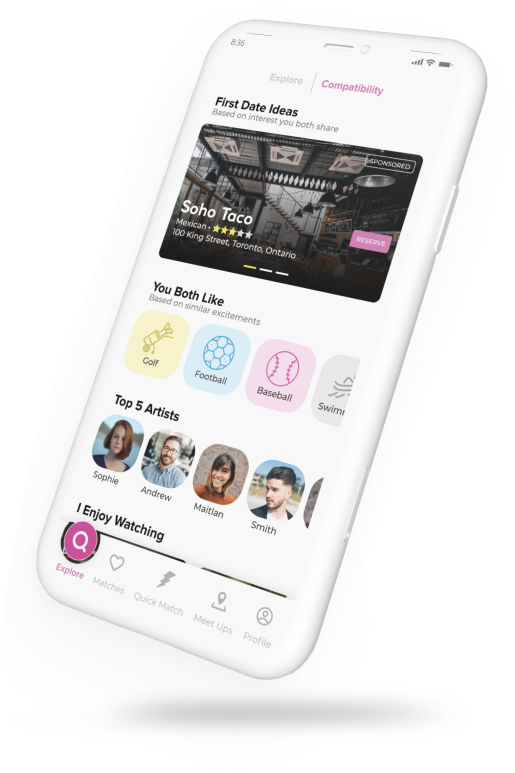 8:36
Explore | Compatibility
First Date Ideas
Based on interest you both share
SPONSORED
Soho Taco
Mexican •
100 King Street, Toronto, Ontario
RESERVE
You Both Like
Based on similar excitements
Golf
Football
Baseball
Swimm
Top 5 Artists
Sophie
Andrew
Maitlan
Smith
I Enjoy Watching
Q
Explore
Matches
Quick Match
Meet Ups
Profile